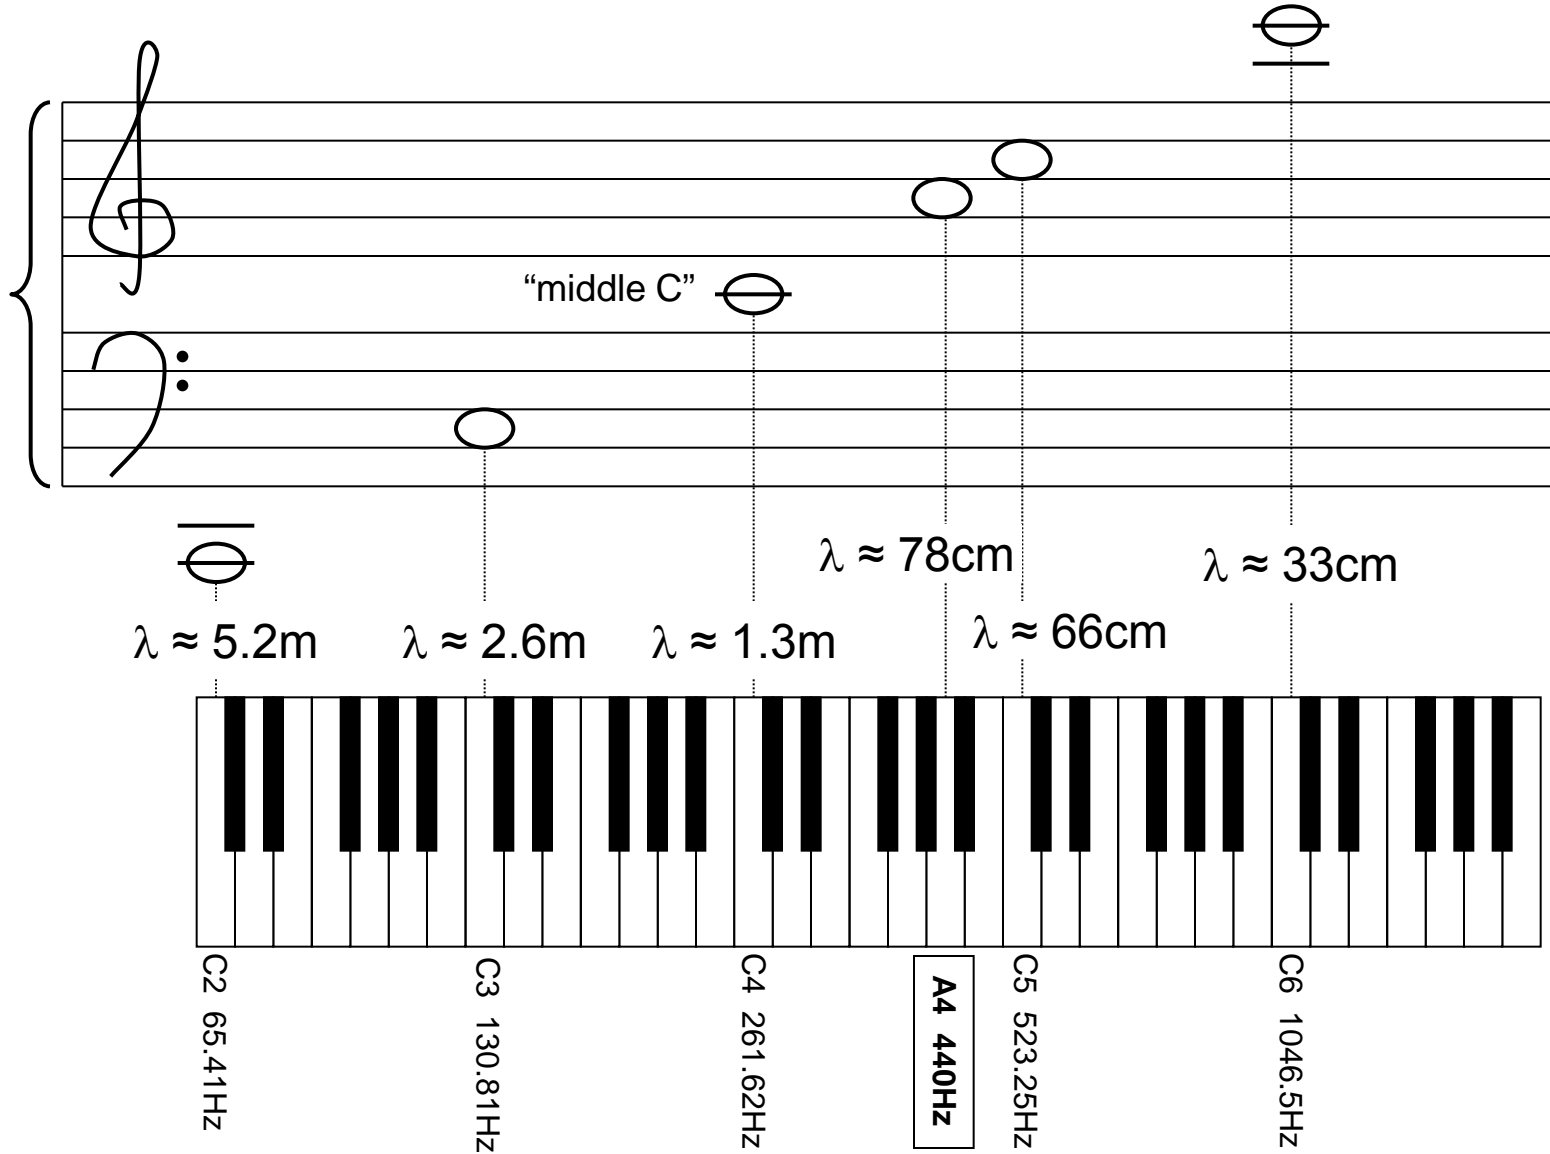 “middle C”
λ ≈ 78cm
λ ≈ 33cm
λ ≈ 5.2m
λ ≈ 2.6m
λ ≈ 1.3m
λ ≈ 66cm
C2 65.41Hz
C3 130.81Hz
C4 261.62Hz
A4 440Hz
C5 523.25Hz
C6 1046.5Hz